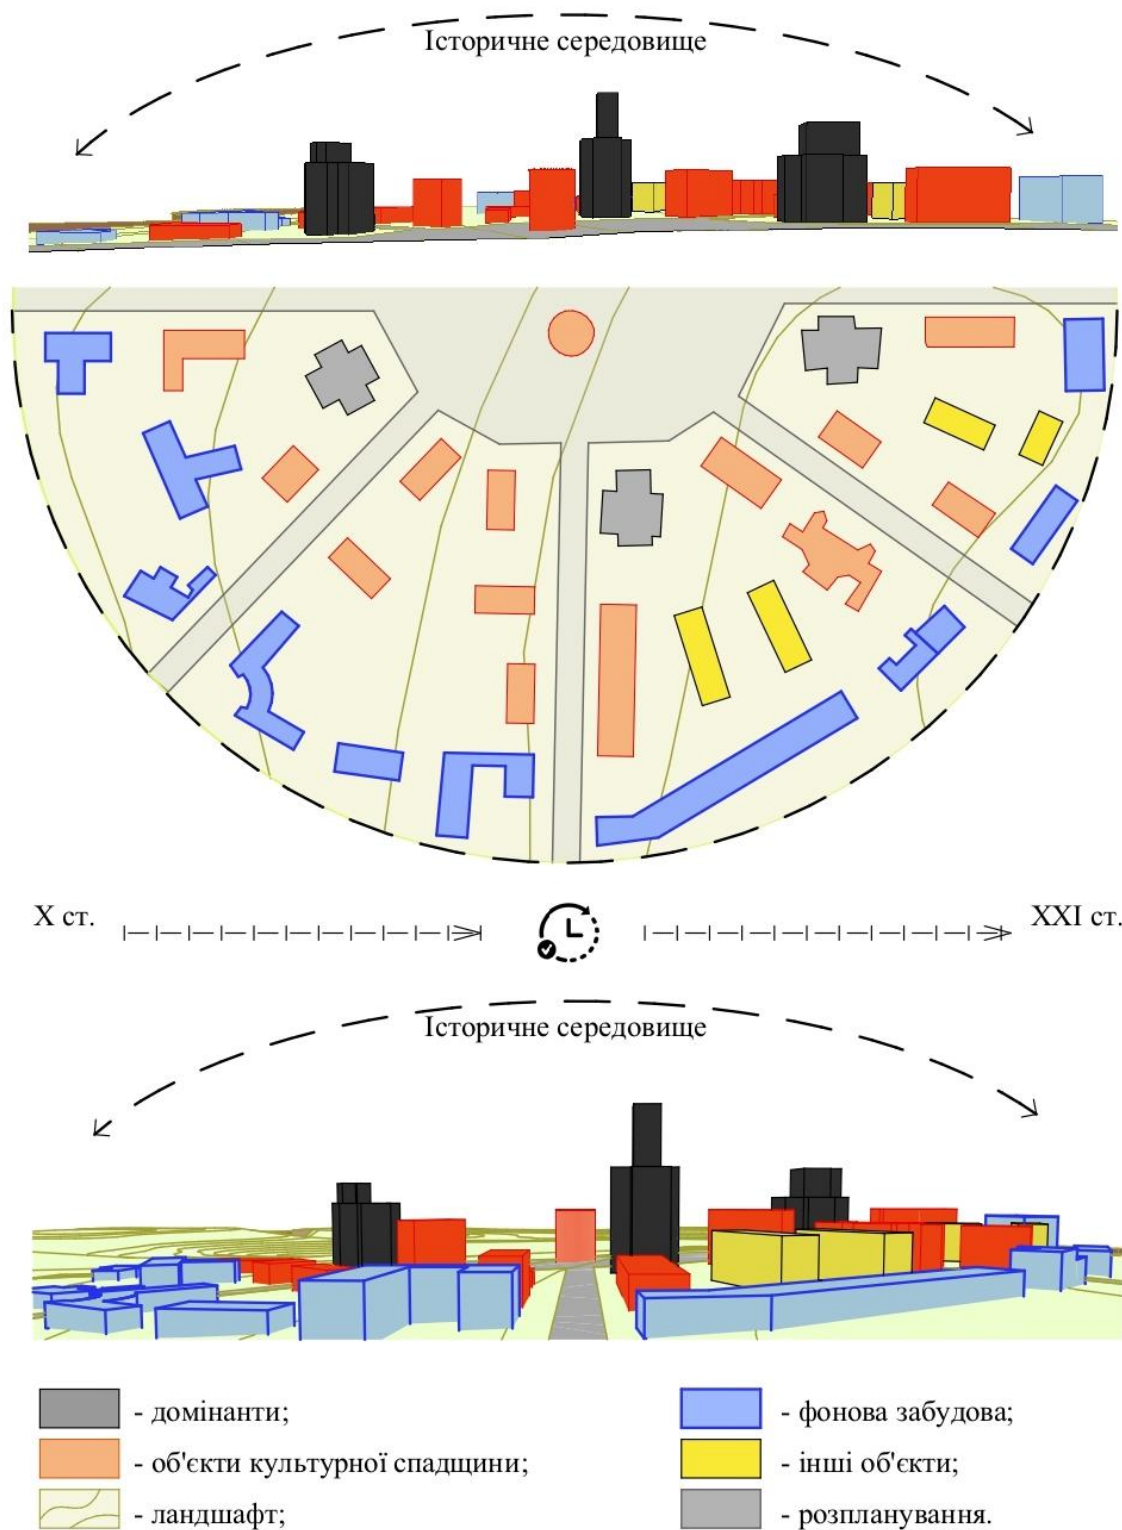 Історичне середовище
X ст.
XXI ст.
Історичне середовище
- домінанти;
- фонова забудова;
- об'єкти культурної спадщини;
- інші об'єкти;
- ландшафт;
- розпланування.